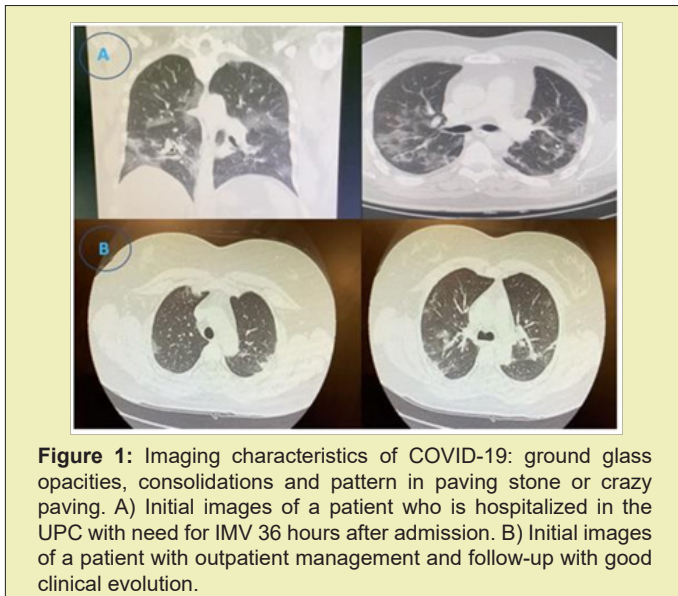 A
B
Figure 1: Imaging characteristics of COVID-19: ground glass
opacities, consolidations and pattern in paving stone or crazy
paving. A) Initial images of a patient who is hospitalized in the
UPC with need for IMV 36 hours after admission. B) Initial images
of a patient with outpatient management and follow-up with good
clinical evolution.